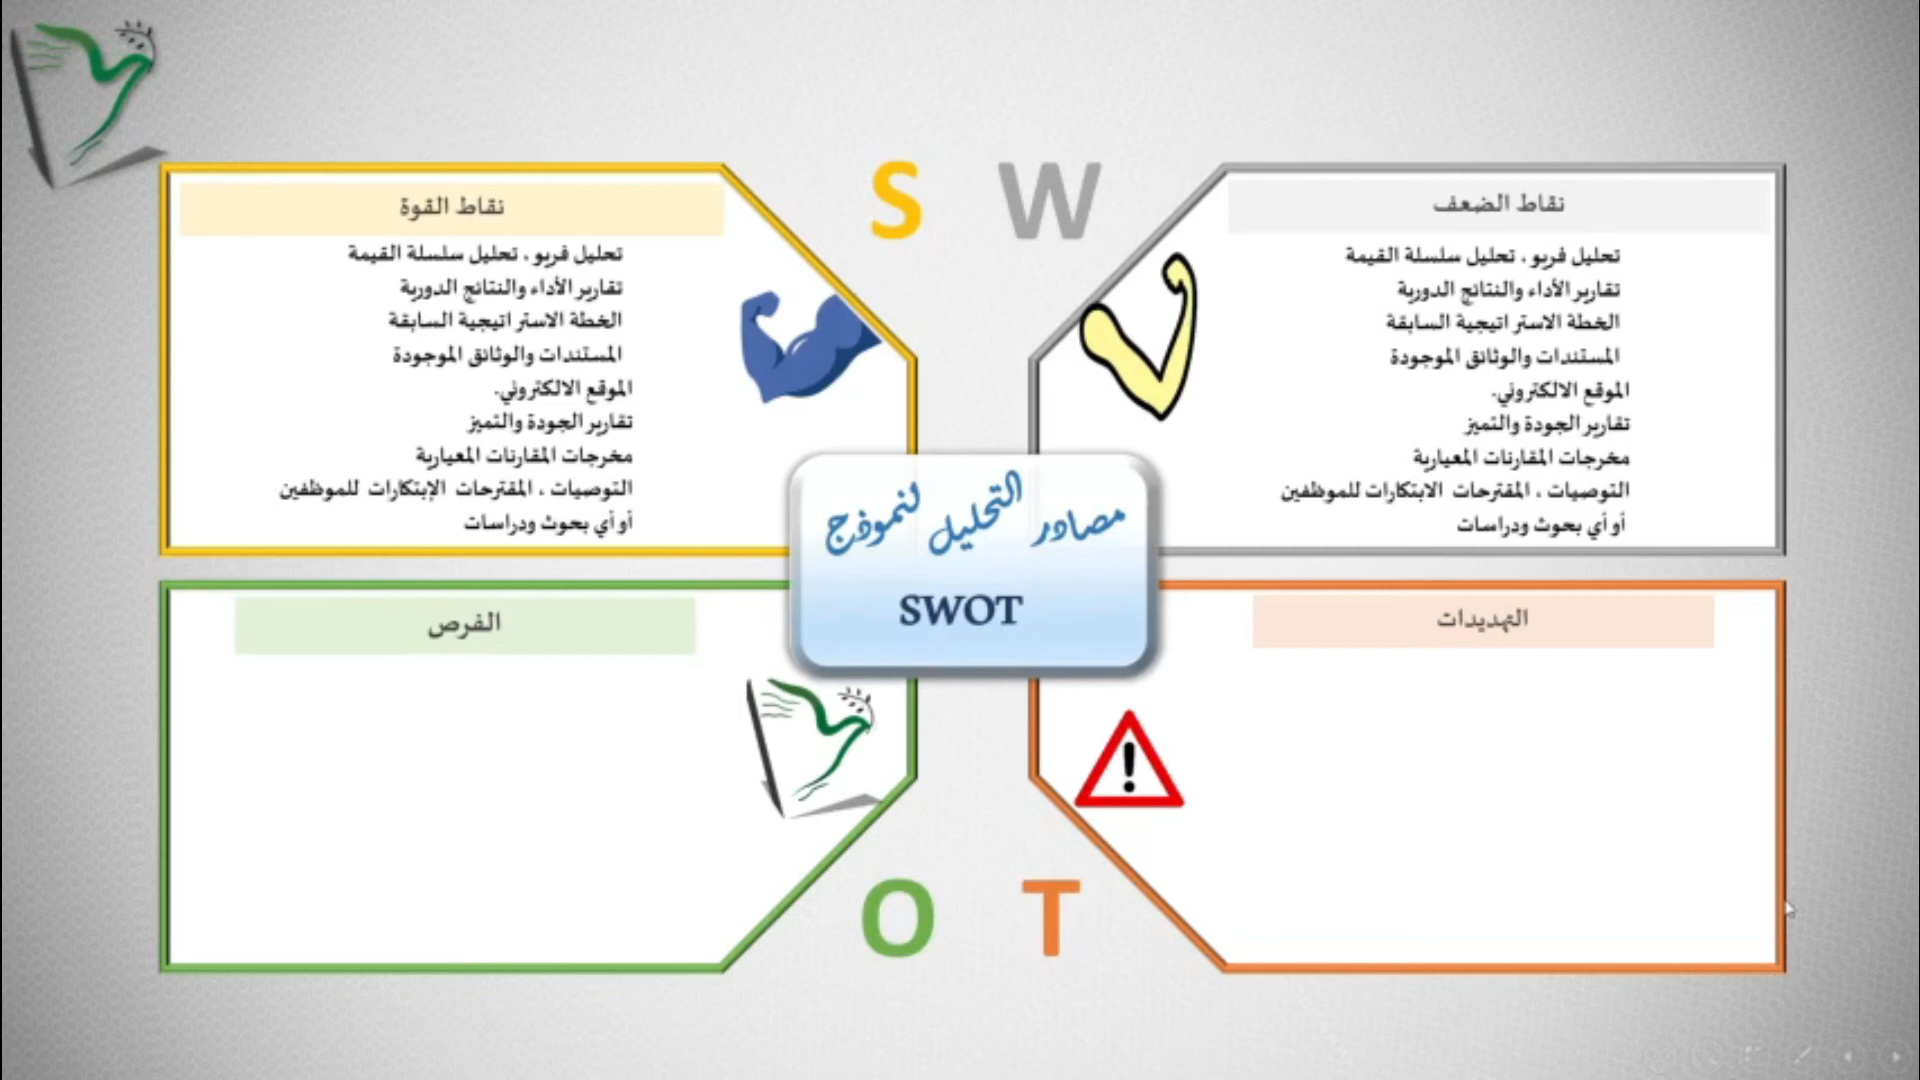 S W
نقاط القوة
تحليل فريو ، تحليل سلسلة القيمة
تقارير الأداء والنتائج الدورية
الخطة الاستراتيجية السابقة
المستندات والوثائق الموجودة
الموقع الالكتروني.
تقارير الجودة والتميز
مخرجات المقارنات المعيارية
التوصيات ، المقترحات الإبتكارات للموظفين
أو أي بحوث ودراسات
نقاط الضعف
تحليل فريو ، تحليل سلسلة القيمة
تقارير الأداء والنتائج الدورية
الخطة الاستراتيجية السابقة
المستندات والوثائق الموجودة
الموقع الالكتروني.
تقارير الجودة والتميز
مخرجات المقارنات المعيارية
التوصيات ، المقترحات الابتكارات للموظفين
أو أي بحوث ودراسات
مصادر التحليل لنموذج
SWOT
الفرص
التهديدات
O T